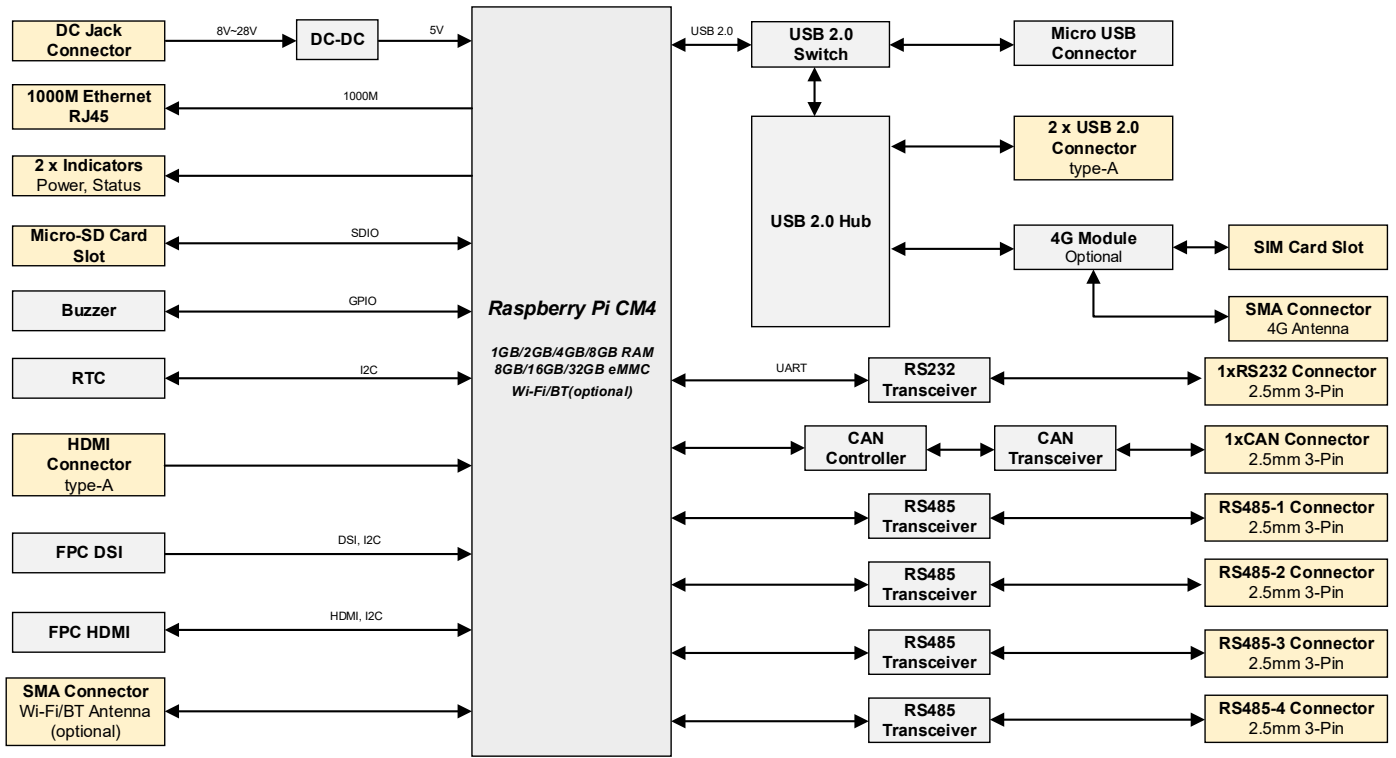 DC Jack
Connector
8V~28V
DC-DC
5V
1000M Ethernet
RJ45
1000M
2 x Indicators
Power, Status
Micro-SD Card
Slot
SDIO
Buzzer
GPIO
RTC
I2C
HDMI
Connector
type-A
FPC DSI
DSI, I2C
FPC HDMI
HDMI, I2C
SMA Connector
Wi-Fi/BT Antenna
(optional)
Raspberry Pi CM4
1GB/2GB/4GB/8GB RAM
8GB/16GB/32GB eMMC
Wi-Fi/BT(optional)
USB 2.0
USB 2.0
Switch
Micro USB
Connector
USB 2.0 Hub
2 x USB 2.0
Connector
type-A
4G Module
Optional
SIM Card Slot
SMA Connector
4G Antenna
UART
RS232
Transceiver
1xRS232 Connector
2.5mm 3-Pin
CAN
Controller
CAN
Transceiver
1xCAN Connector
2.5mm 3-Pin
RS485
Transceiver
RS485-1 Connector
2.5mm 3-Pin
RS485
Transceiver
RS485-2 Connector
2.5mm 3-Pin
RS485
Transceiver
RS485-3 Connector
2.5mm 3-Pin
RS485
Transceiver
RS485-4 Connector
2.5mm 3-Pin